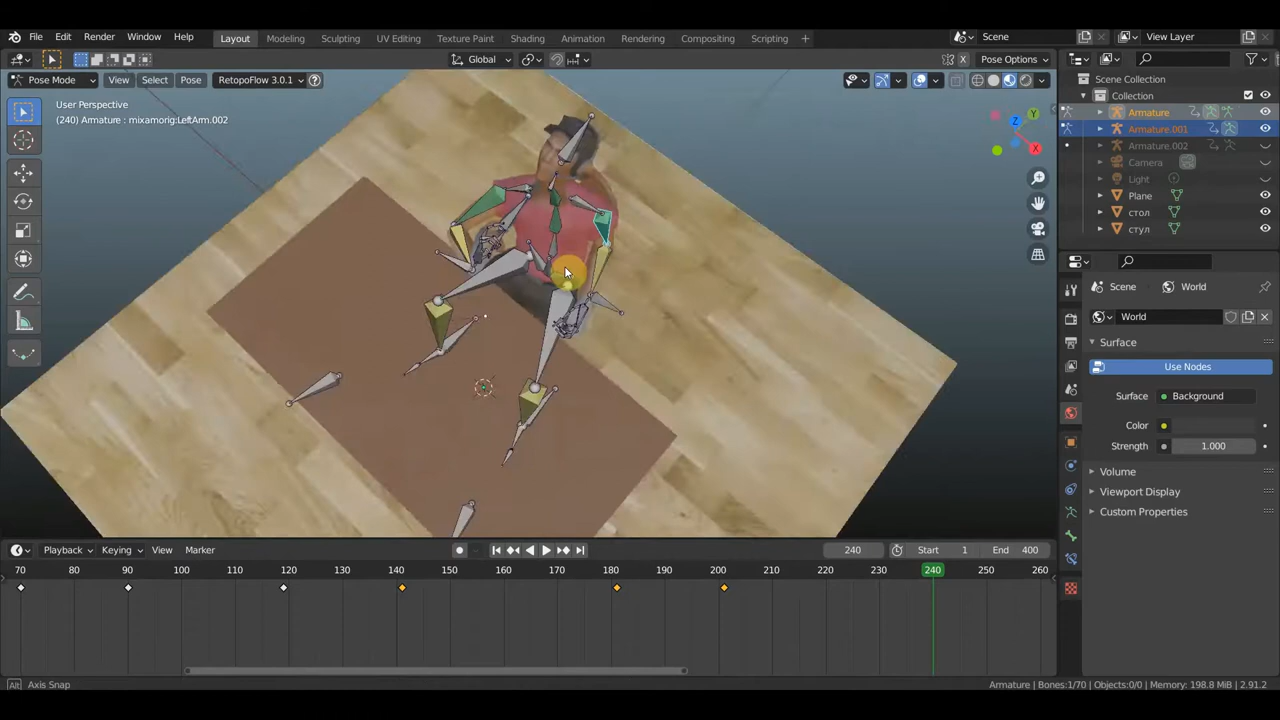 File Edit Render Window Help Layout Modeling Sculpting UV Editing Texture Paint Shading Animation Rendering Compositing Scripting + Scene View Layer
Global Pose Options
Pose Mode View Select Pose RetopoFlow 3.0.1
User Perspective
(240) Armature : mixamorig:LeftArm.002
Z Y X
Scene Collection
Collection
Armature
Armature.001
Armature.002
Camera
Light
Plane
стол
стул
Scene World
World
Surface
Use Nodes
Surface Background
Color
Strength 1.000
Volume
Viewport Display
Custom Properties
Playback Keying View Marker 240 Start 1 End 400
70 80 90 100 110 120 130 140 150 160 170 180 190 200 210 220 230 240 250 260
Alt Axis Snap
Armature | Bones:1/70 | Objects:0/0 | Memory: 198.8 MiB | 2.91.2